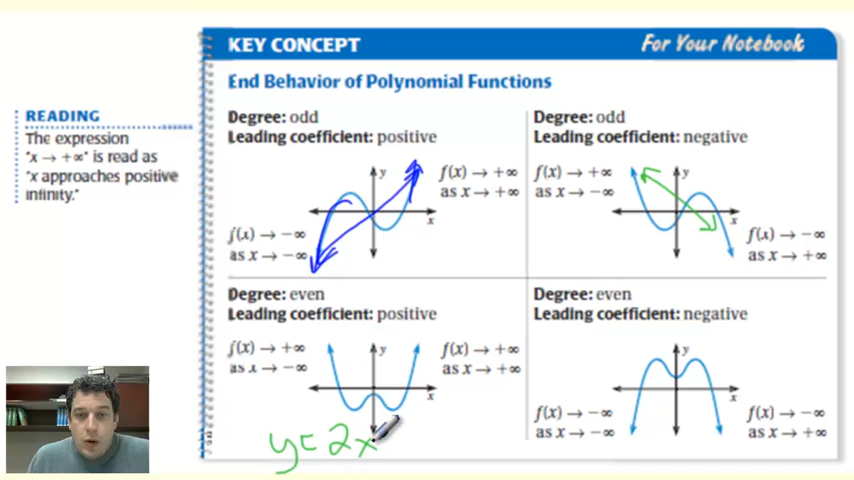 KEY CONCEPT
For Your Notebook
End Behavior of Polynomial Functions
READING
The expression
"x → +∞" is read as
"x approaches positive
infinity."
Degree: odd
Leading coefficient: positive
y
f(x) → +∞
as x → +∞
x
f(x) → −∞
as x → −∞
Degree: odd
Leading coefficient: negative
f(x) → +∞
as x → −∞
y
x
f(x) → −∞
as x → +∞
Degree: even
Leading coefficient: positive
f(x) → +∞
as x → −∞
y
f(x) → +∞
as x → +∞
x
y = 2x
Degree: even
Leading coefficient: negative
y
x
f(x) → −∞
as x → −∞
f(x) → −∞
as x → +∞